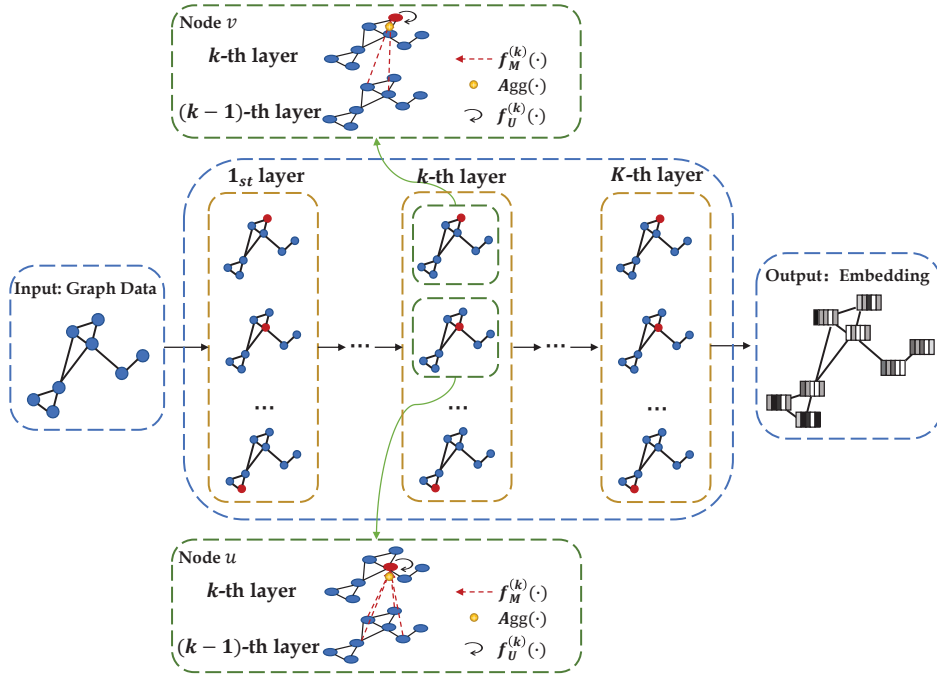 Node v
k-th layer
(k − 1)-th layer
f_M^(k)(·)
Agg(·)
f_U^(k)(·)
1_st layer
k-th layer
K-th layer
Input: Graph Data
Output: Embedding
...
...
...
...
...
Node u
k-th layer
(k − 1)-th layer
f_M^(k)(·)
Agg(·)
f_U^(k)(·)